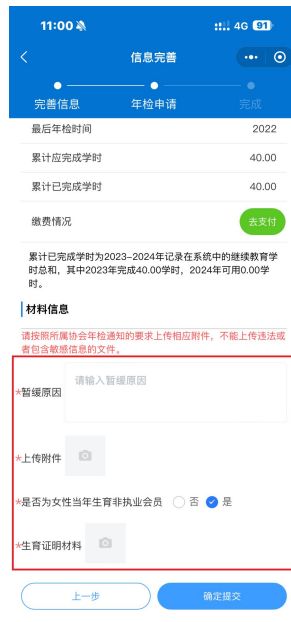 11:00 4G 91
信息完善
完善信息 年检申请 完成
最后年检时间 2022
累计应完成学时 40.00
累计已完成学时 40.00
缴费情况 去支付
累计已完成学时为2023-2024年记录在系统中的继续教育学
时总和，其中2023年完成40.00学时，2024年可用0.00学
时。
材料信息
请按照所属协会年检通知的要求上传相应附件，不能上传违法或
者包含敏感信息的文件。
*暂缓原因 请输入暂缓原因
*上传附件
*是否为女性当年生育非执业会员 否 是
*生育证明材料
上一步 确定提交